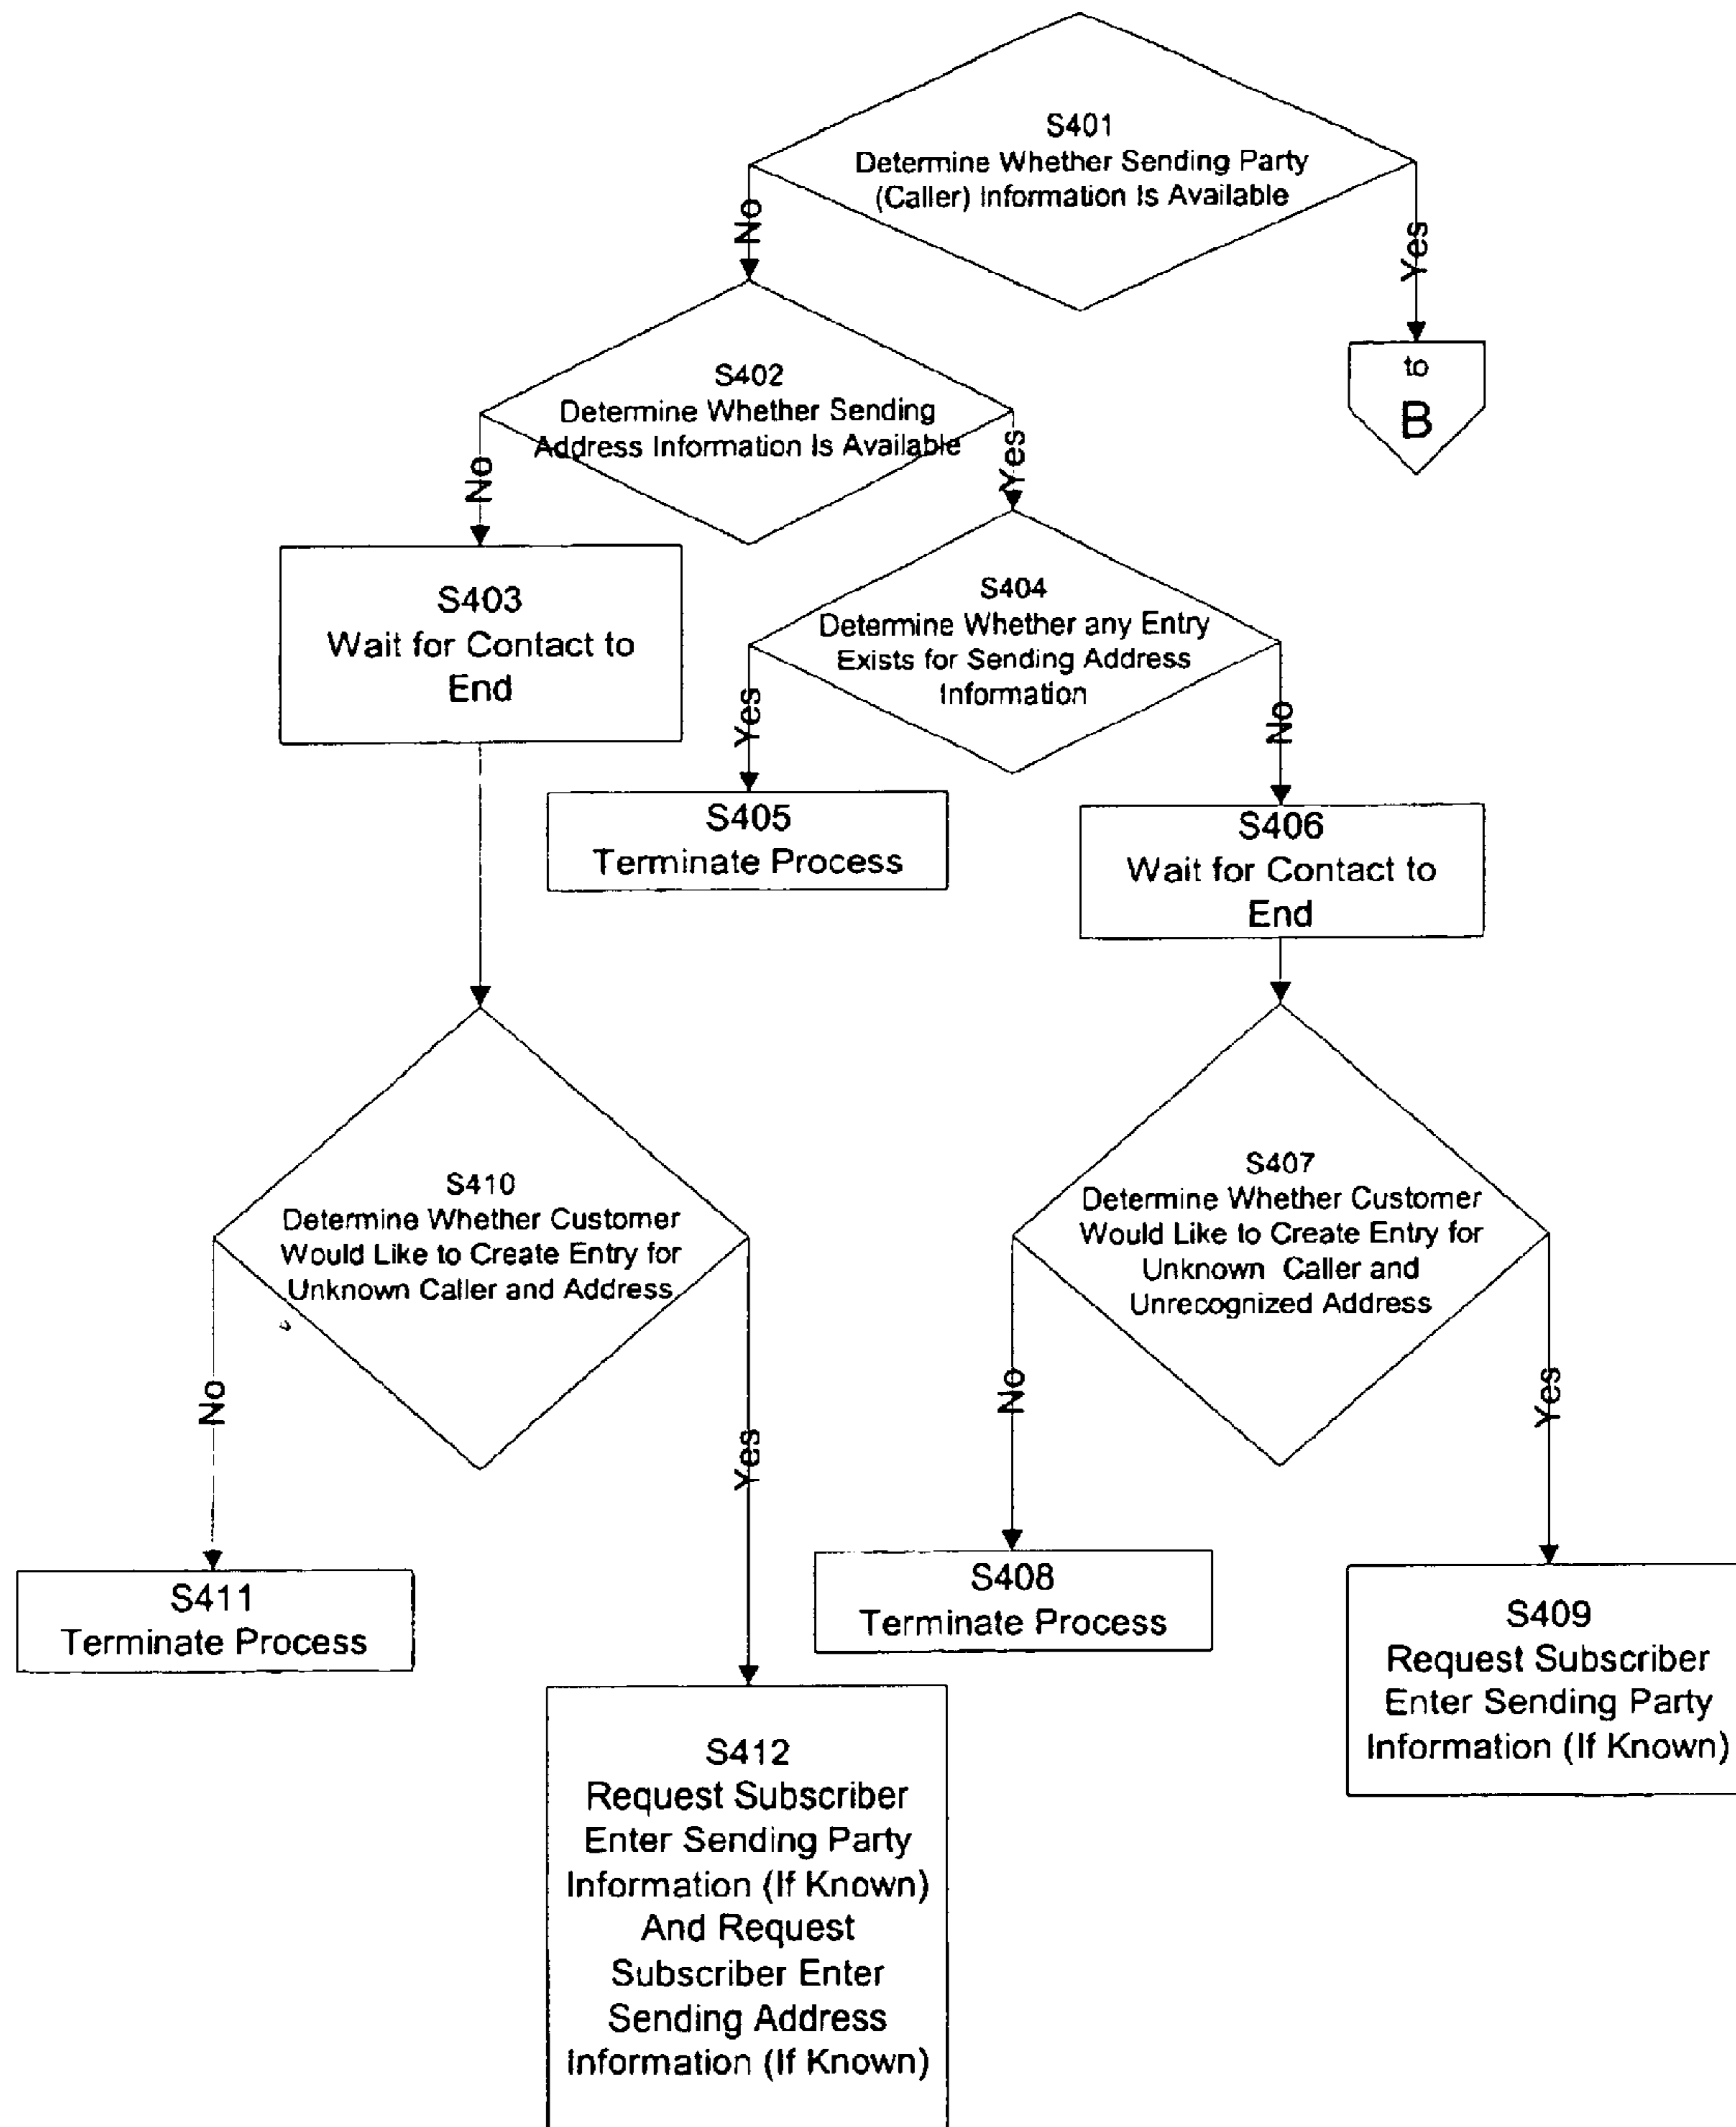 S401
Determine Whether Sending Party
(Caller) Information Is Available
No
Yes
to
B
S402
Determine Whether Sending
Address Information Is Available
No
Yes
S403
Wait for Contact to
End
S404
Determine Whether any Entry
Exists for Sending Address
Information
Yes
No
S405
Terminate Process
S406
Wait for Contact to
End
S410
Determine Whether Customer
Would Like to Create Entry for
Unknown Caller and Address
No
Yes
S407
Determine Whether Customer
Would Like to Create Entry for
Unknown Caller and
Unrecognized Address
No
Yes
S411
Terminate Process
S408
Terminate Process
S409
Request Subscriber
Enter Sending Party
Information (If Known)
S412
Request Subscriber
Enter Sending Party
Information (If Known)
And Request
Subscriber Enter
Sending Address
Information (If Known)